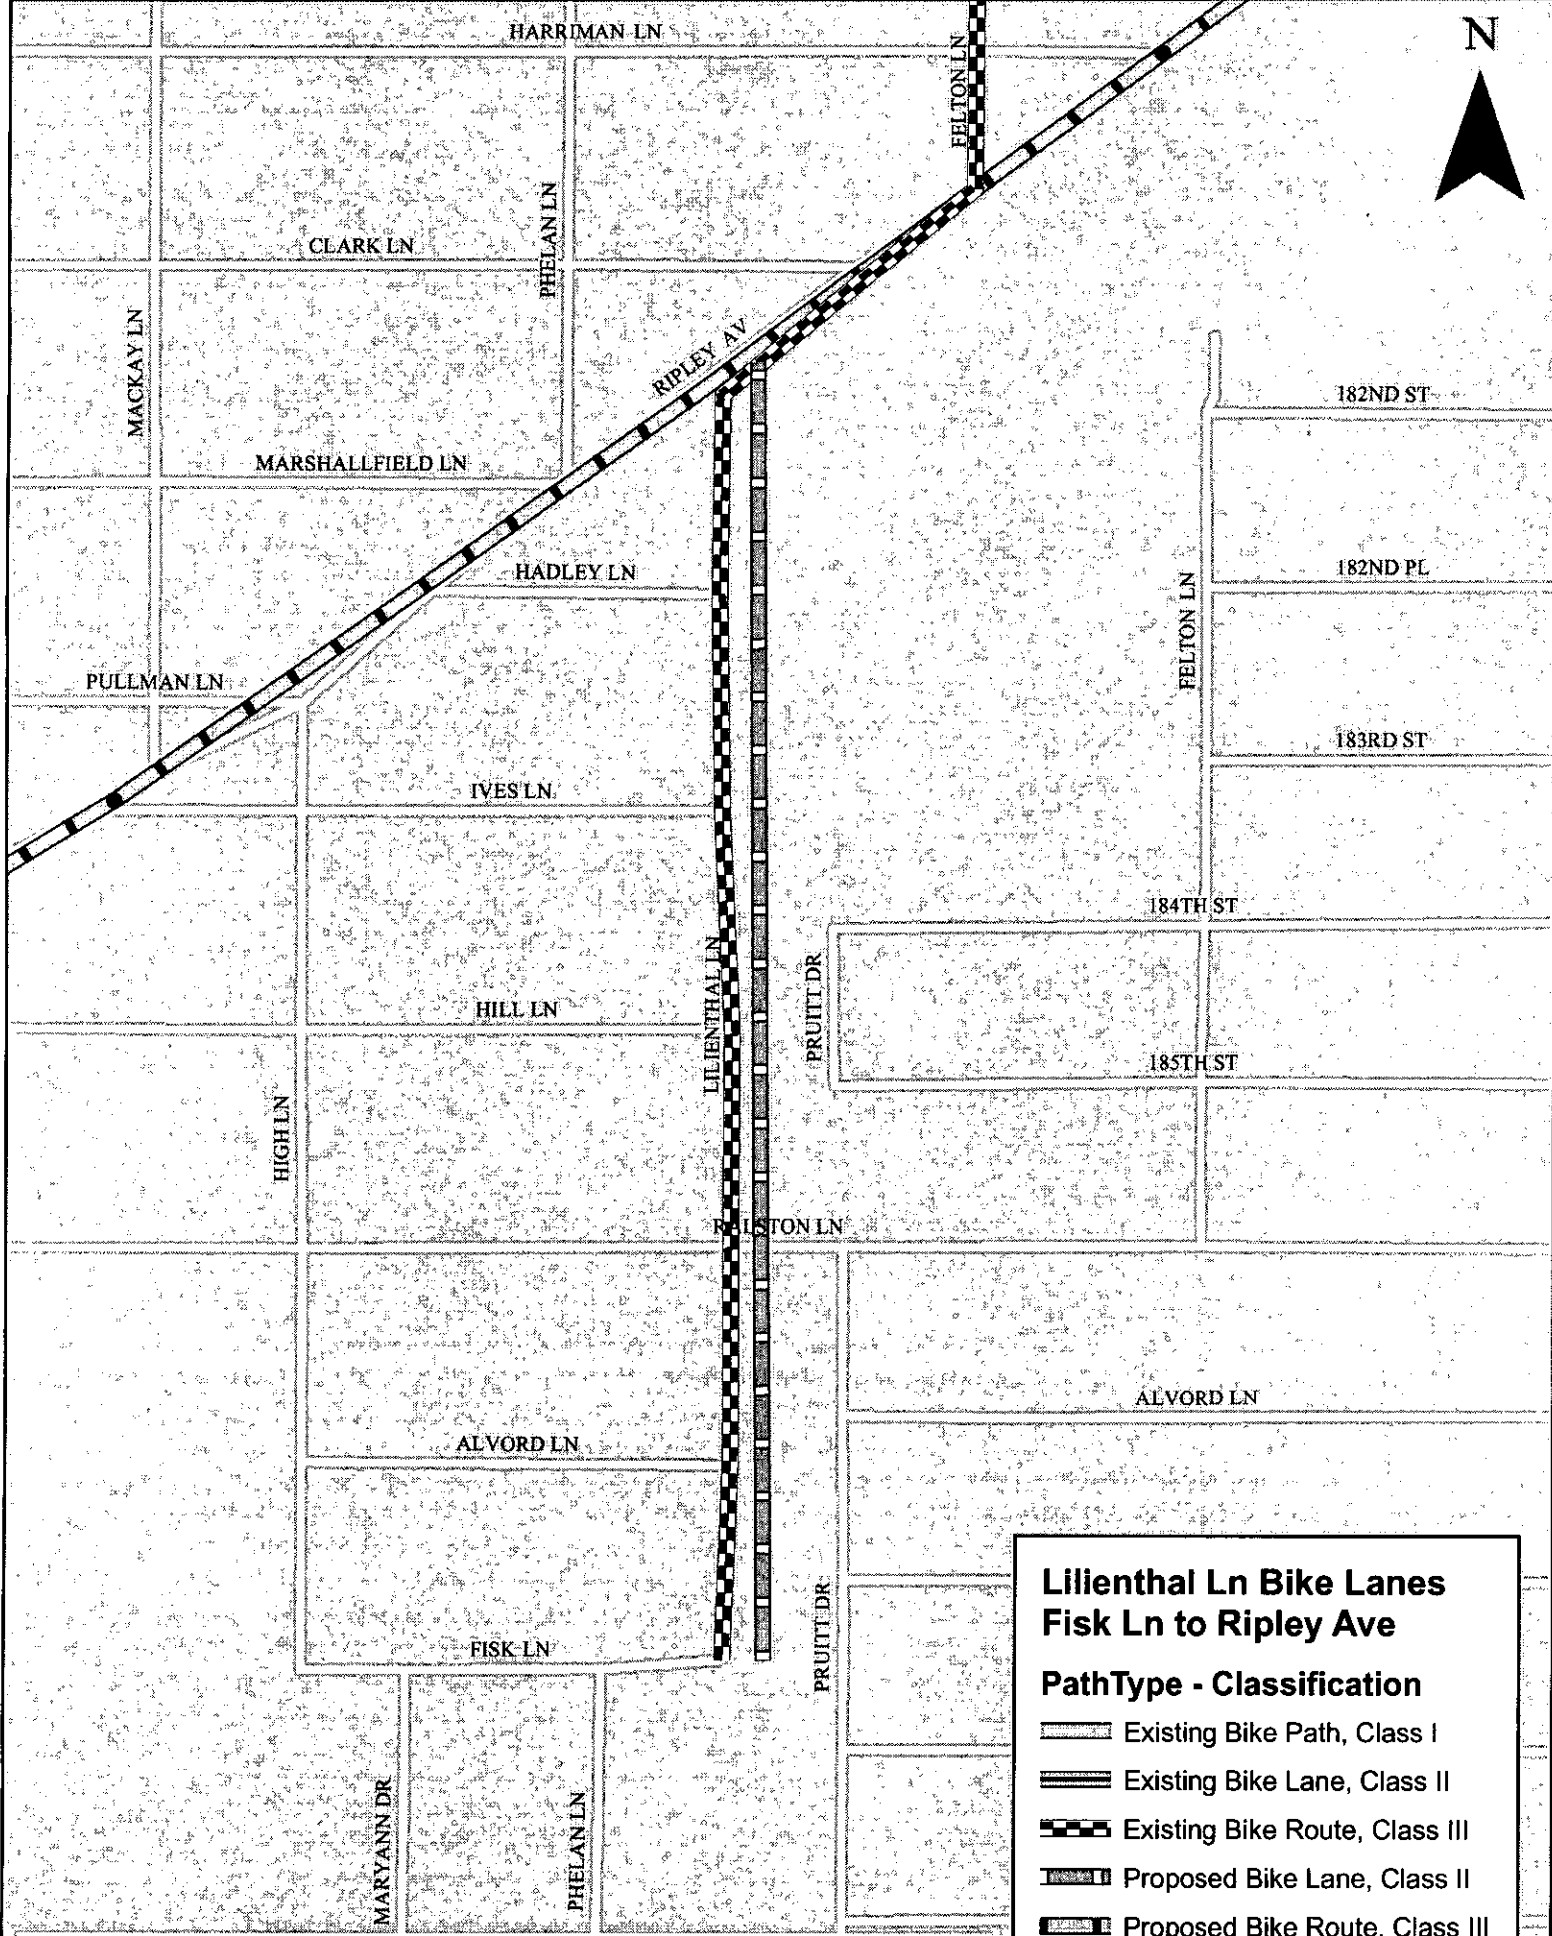 N
HARRIMAN LN
FELTON LN
PHELAN LN
CLARK LN
MACKAY LN
RIPLEY AV
182ND ST
MARSHALLFIELD LN
HADLEY LN
182ND PL
FELTON LN
PULLMAN LN
183RD ST
IVES LN
184TH ST
LILIENTHAL LN
PRUITT DR
HILL LN
185TH ST
HIGH LN
RALSTON LN
ALVORD LN
ALVORD LN
FISK LN
PRUITT DR
MARYANN DR
PHELAN LN
Lilienthal Ln Bike Lanes
Fisk Ln to Ripley Ave
PathType - Classification
Existing Bike Path, Class I
Existing Bike Lane, Class II
Existing Bike Route, Class III
Proposed Bike Lane, Class II
Proposed Bike Route, Class III